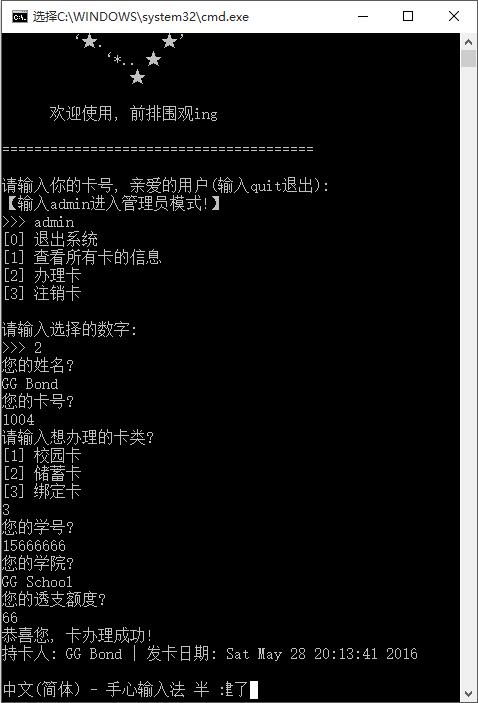 选择C:\WINDOWS\system32\cmd.exe
‘★. ★’
‘*.. ★
★
欢迎使用, 前排围观ing
=======================================
请输入你的卡号, 亲爱的用户(输入quit退出):
【输入admin进入管理员模式!】
>>> admin
[0] 退出系统
[1] 查看所有卡的信息
[2] 办理卡
[3] 注销卡
请输入选择的数字:
>>> 2
您的姓名?
GG Bond
您的卡号?
1004
请输入想办理的卡类?
[1] 校园卡
[2] 储蓄卡
[3] 绑定卡
3
您的学号?
15666666
您的学院?
GG School
您的透支额度?
66
恭喜您, 卡办理成功!
持卡人: GG Bond | 发卡日期: Sat May 28 20:13:41 2016
中文(简体) - 手心输入法 半 :